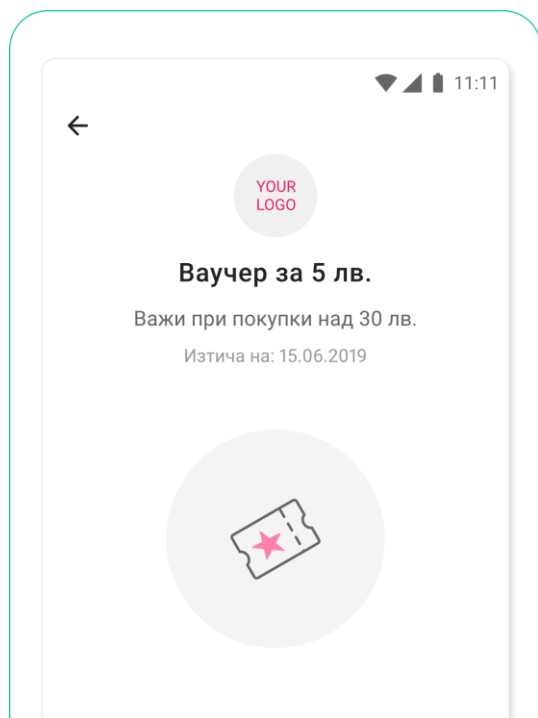 11:11
YOUR
LOGO
Ваучер за 5 лв.
Важи при покупки над 30 лв.
Изтича на: 15.06.2019